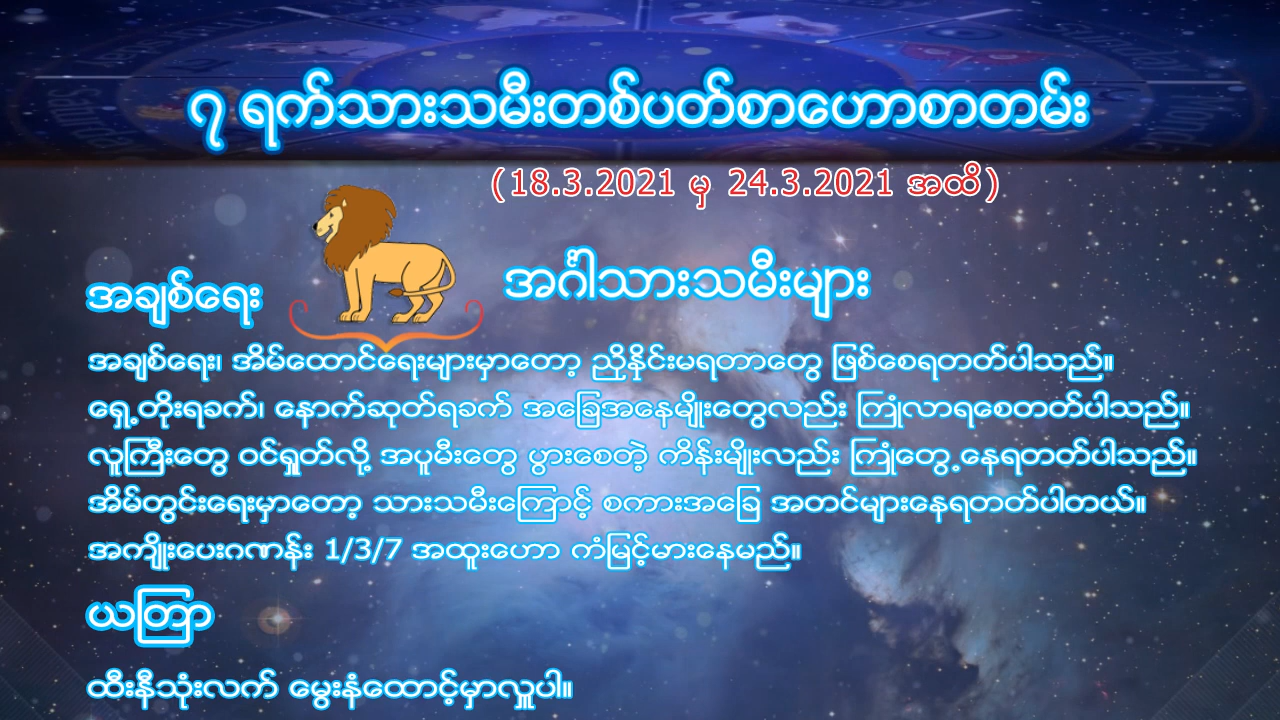 ၇ ရက်သားသမီးတစ်ပတ်စာဟောစာတမ်း
(18.3.2021 မှ 24.3.2021 အထိ)
အင်္ဂါသားသမီးများ
အချစ်ရေး
အချစ်ရေး၊ အိမ်ထောင်ရေးများမှာတော့ ညှိနှိုင်းမရတာတွေ ဖြစ်စေရတတ်ပါသည်။
ရှေ့တိုးရခက်၊ နောက်ဆုတ်ရခက် အခြေအနေမျိုးတွေလည်း ကြုံလာရစေတတ်ပါသည်။
လူကြီးတွေ ဝင်ရှုတ်လို့ အပူမီးတွေ ပွားစေတဲ့ ကိန်းမျိုးလည်း ကြုံတွေ့နေရတတ်ပါသည်။
အိမ်တွင်းရေးမှာတော့ သားသမီးကြောင့် စကားအခြေ အတင်များနေရတတ်ပါတယ်။
အကျိုးပေးဂဏန်း 1/3/7 အထူးဟော ကံမြင့်မားနေမည်။
ယတြာ
ထီးနီသုံးလက် မွေးနံထောင့်မှာလှူပါ။